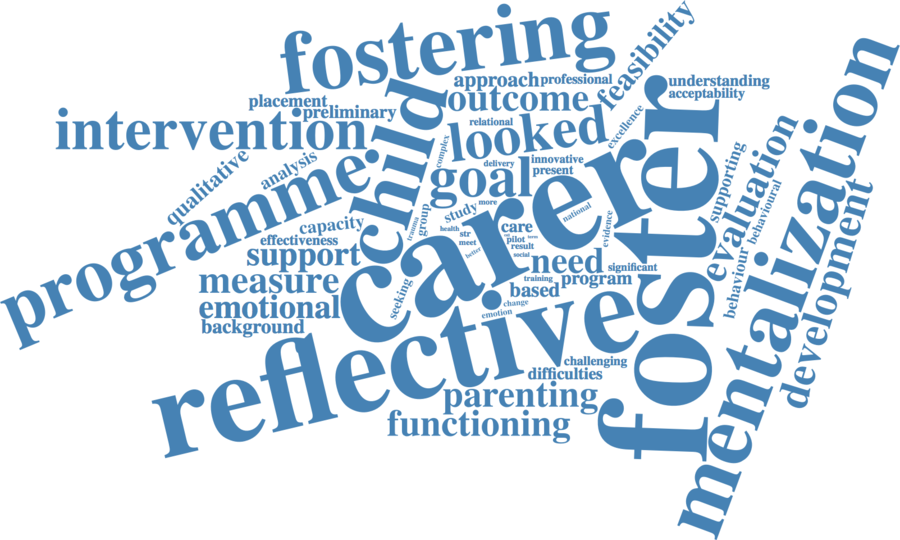 fostering
feasibility
approach
professional
understanding
acceptability
placement
preliminary
outcome
intervention
child
relational
looked
excellence
complex
delivery
innovative
present
qualitative
analysis
goal
programme
carer
foster
supporting
evaluation
behavioural
mentalization
development
capacity
effectiveness
support
trauma
group
study
more
health
str
meet
better
care
pilot
term
result
social
national
evidence
need
significant
behaviour
measure
emotional
background
seeking
training
program
based
change
emotion
reflective
challenging
difficulties
parenting
functioning